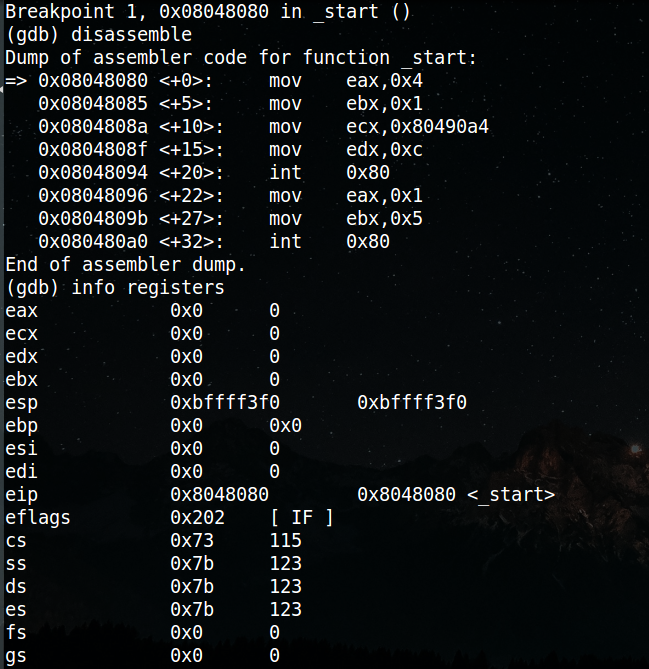 Breakpoint 1, 0x08048080 in _start ()
(gdb) disassemble
Dump of assembler code for function _start:
=> 0x08048080 <+0>:     mov    eax,0x4
   0x08048085 <+5>:     mov    ebx,0x1
   0x0804808a <+10>:    mov    ecx,0x80490a4
   0x0804808f <+15>:    mov    edx,0xc
   0x08048094 <+20>:    int    0x80
   0x08048096 <+22>:    mov    eax,0x1
   0x0804809b <+27>:    mov    ebx,0x5
   0x080480a0 <+32>:    int    0x80
End of assembler dump.
(gdb) info registers
eax            0x0      0
ecx            0x0      0
edx            0x0      0
ebx            0x0      0
esp            0xbffff3f0       0xbffff3f0
ebp            0x0      0x0
esi            0x0      0
edi            0x0      0
eip            0x8048080        0x8048080 <_start>
eflags         0x202    [ IF ]
cs             0x73     115
ss             0x7b     123
ds             0x7b     123
es             0x7b     123
fs             0x0      0
gs             0x0      0